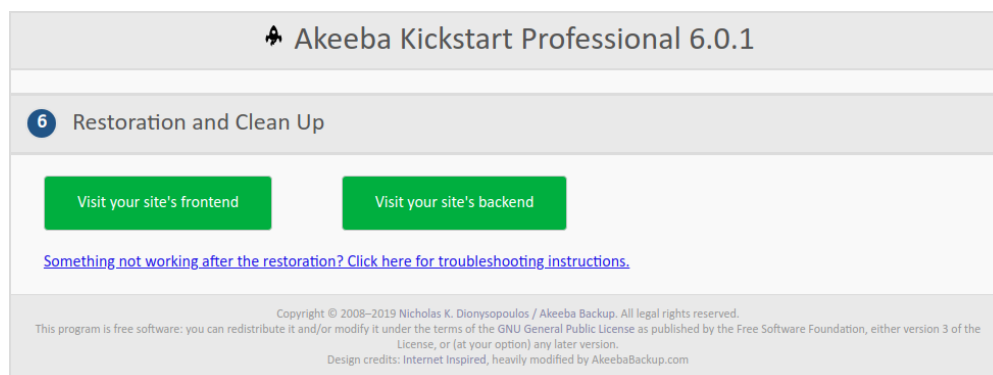 Akeeba Kickstart Professional 6.0.1
6 Restoration and Clean Up
Visit your site's frontend Visit your site's backend
Something not working after the restoration? Click here for troubleshooting instructions.
Copyright © 2008–2019 Nicholas K. Dionysopoulos / Akeeba Backup. All legal rights reserved.
This program is free software: you can redistribute it and/or modify it under the terms of the GNU General Public License as published by the Free Software Foundation, either version 3 of the
License, or (at your option) any later version.
Design credits: Internet Inspired, heavily modified by AkeebaBackup.com